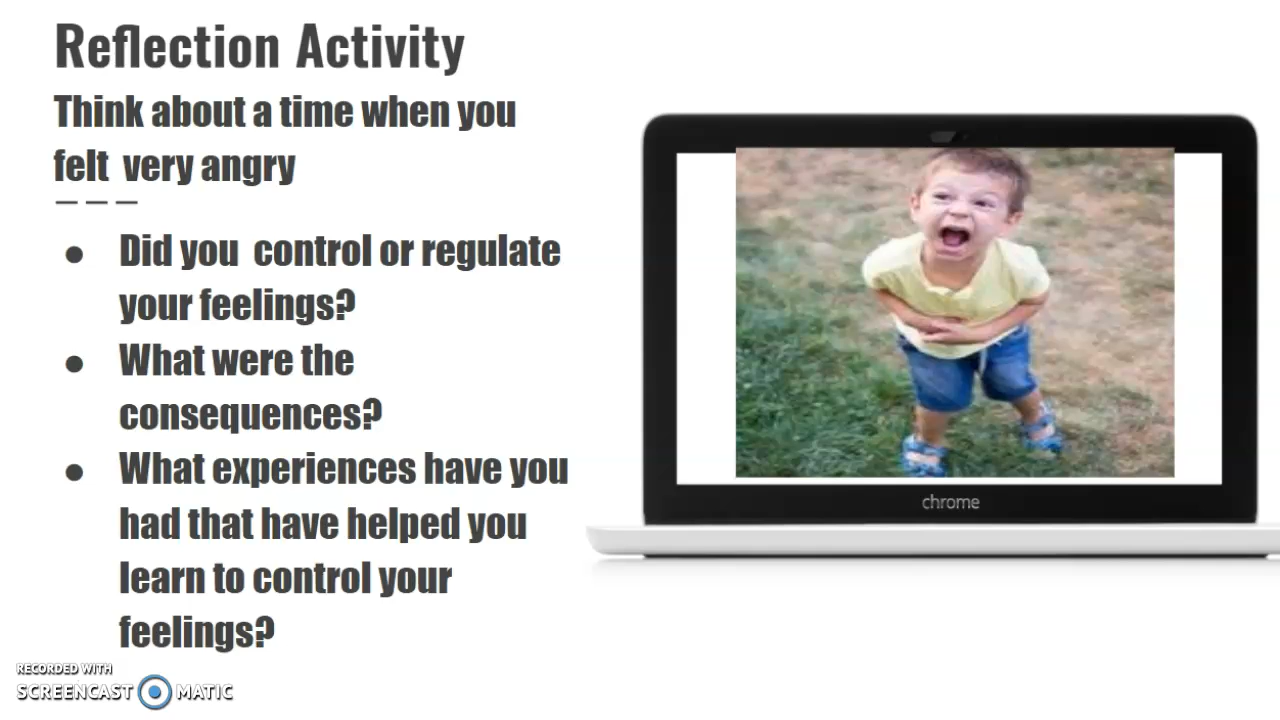 Reflection Activity
Think about a time when you
felt very angry
● Did you control or regulate
your feelings?
● What were the
consequences?
● What experiences have you
had that have helped you
learn to control your
feelings?
chrome
RECORDED WITH
SCREENCAST MATIC